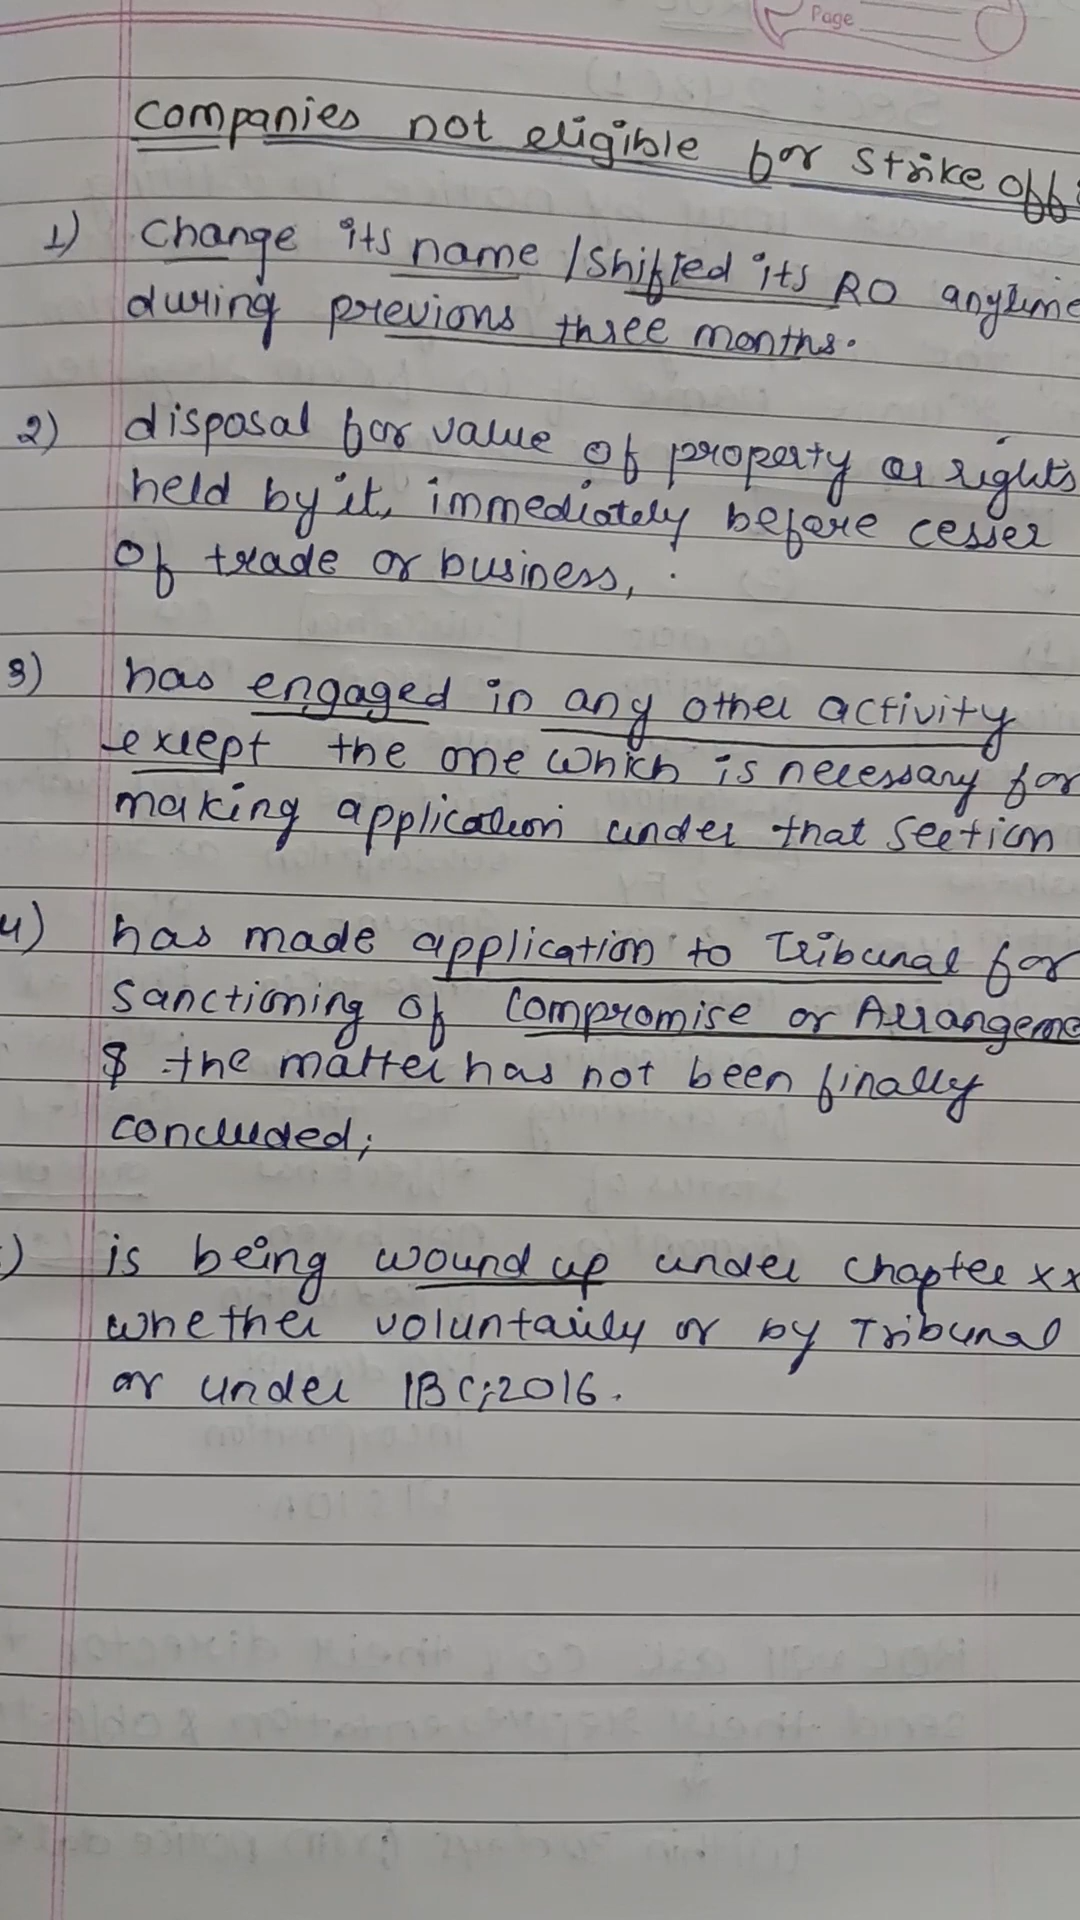 Page
Companies not eligible for strike off:
1) change its name / shifted its RO anytime
during previous three months.
2) disposal for value of property or rights
held by it, immediately before cesser
of trade or business,
3) has engaged in any other activity
except the one which is necessary for
making application under that section
4) has made application to Tribunal for
sanctioning of compromise or Arrangeme
& the matter has not been finally
concluded;
) is being wound up under chapter xx
whether voluntarily or by Tribunal
or under IBC;2016.